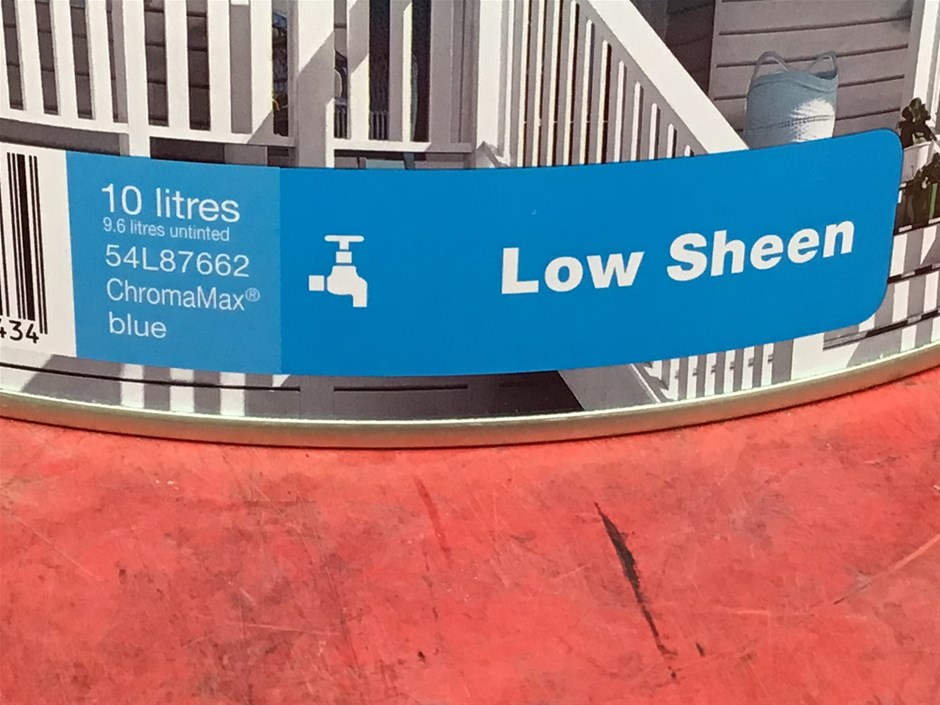 10 litres
9.6 litres untinted
54L87662
ChromaMax®
blue
Low Sheen
434